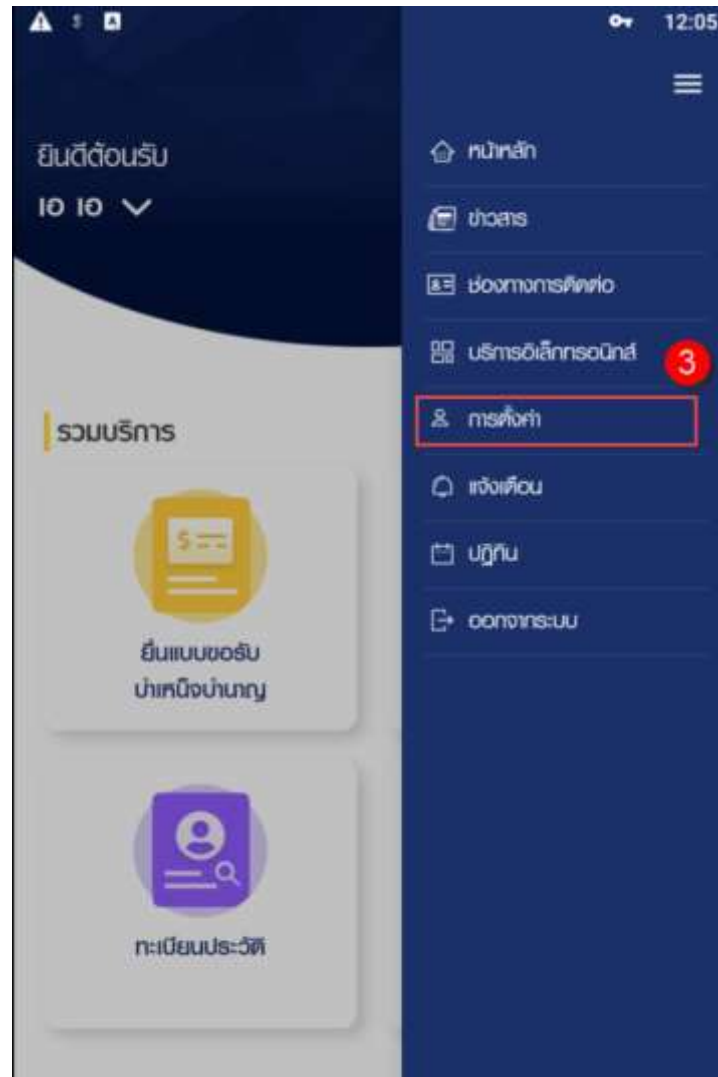 12:05
ยินดีต้อนรับ
เอ เอ
รวมบริการ
ยื่นแบบขอรับ
บำเหน็จบำนาญ
ทะเบียนประวัติ
หน้าหลัก
ข่าวสาร
ช่องทางการติดต่อ
บริการอิเล็กทรอนิกส์
3
การตั้งค่า
แจ้งเตือน
ปฏิทิน
ออกจากระบบ